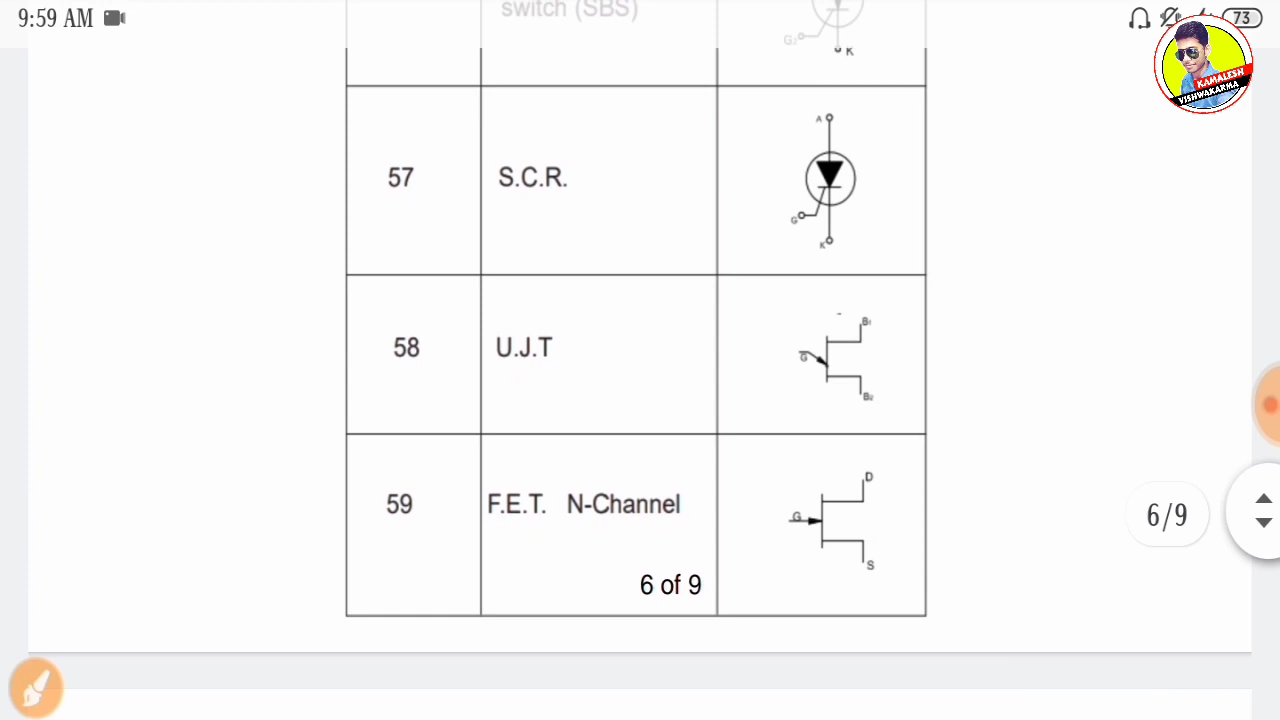 9:59 AM
73
KAMALESH
VISHWAKARMA
switch (SBS)
G2
K
57 S.C.R.
A
G
K
58 U.J.T
B1
G
B2
59 F.E.T. N-Channel
D
G
S
6 of 9
6/9